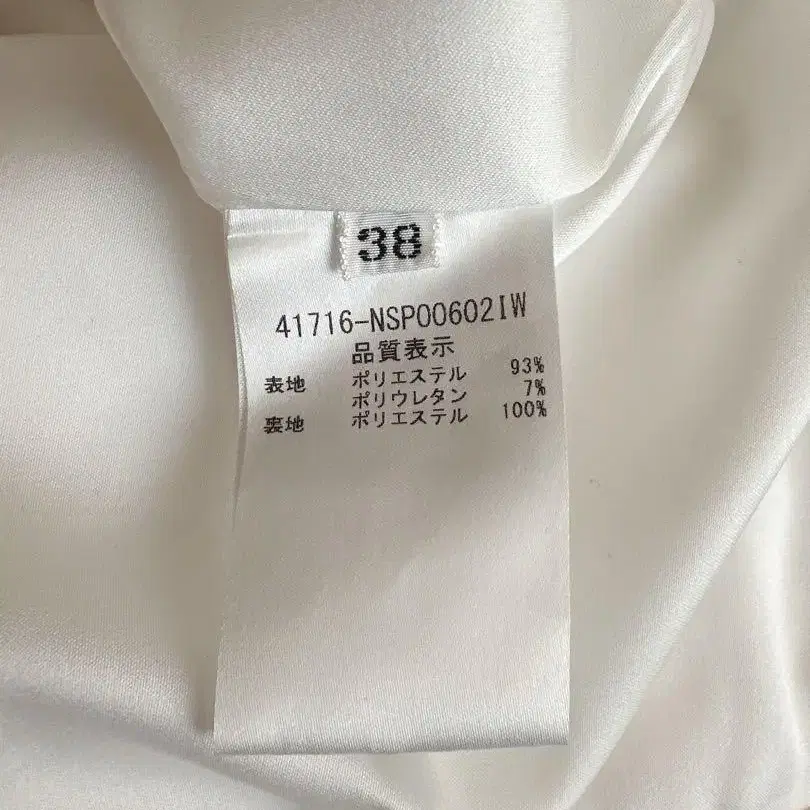 38
41716-NSP00602IW
品質表示
表地 ポリエステル 93%
ポリウレタン 7%
裏地 ポリエステル 100%